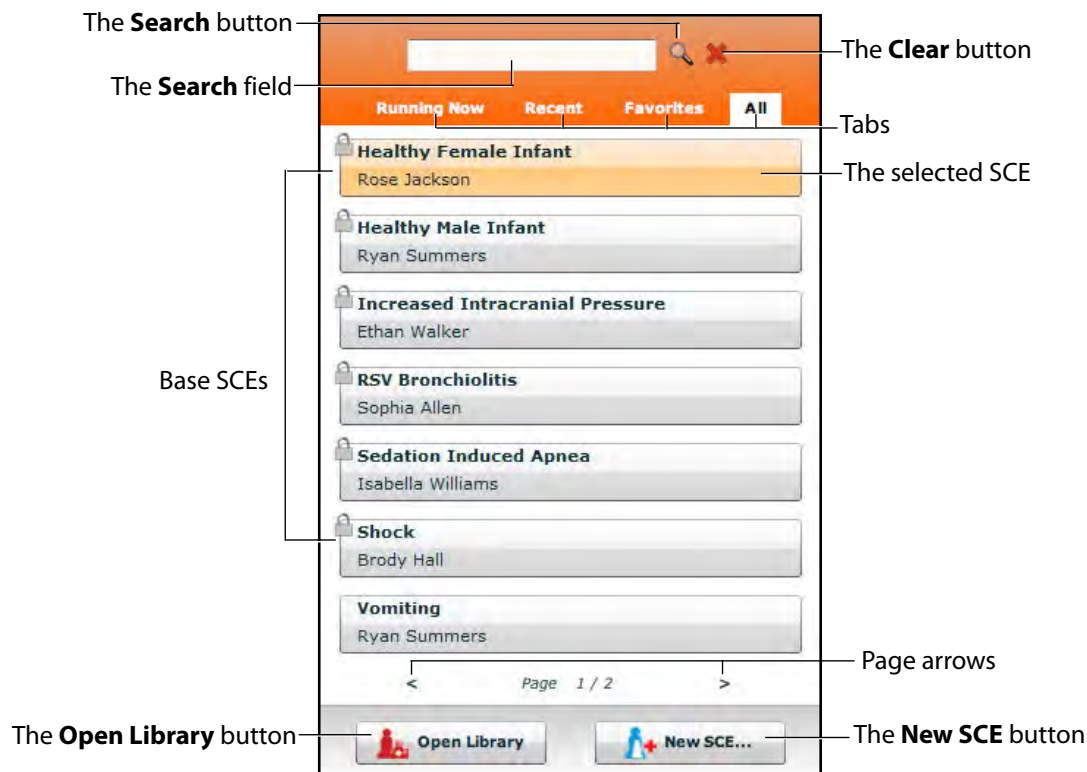 The Search button
The Clear button
The Search field
Running Now Recent Favorites All
Tabs
Healthy Female Infant
Rose Jackson
The selected SCE
Healthy Male Infant
Ryan Summers
Increased Intracranial Pressure
Ethan Walker
Base SCEs
RSV Bronchiolitis
Sophia Allen
Sedation Induced Apnea
Isabella Williams
Shock
Brody Hall
Vomiting
Ryan Summers
Page arrows
< Page 1 / 2 >
The Open Library button
Open Library
New SCE...
The New SCE button